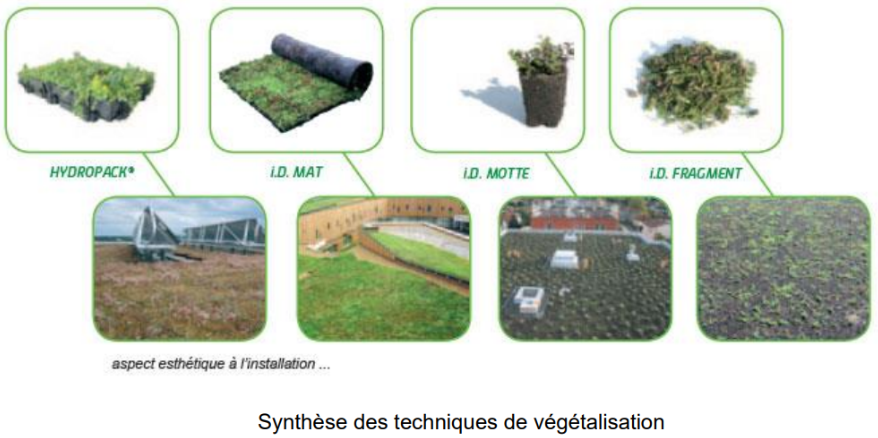 HYDROPACK®
i.D. MAT
i.D. MOTTE
i.D. FRAGMENT
aspect esthétique à l'installation ...
Synthèse des techniques de végétalisation